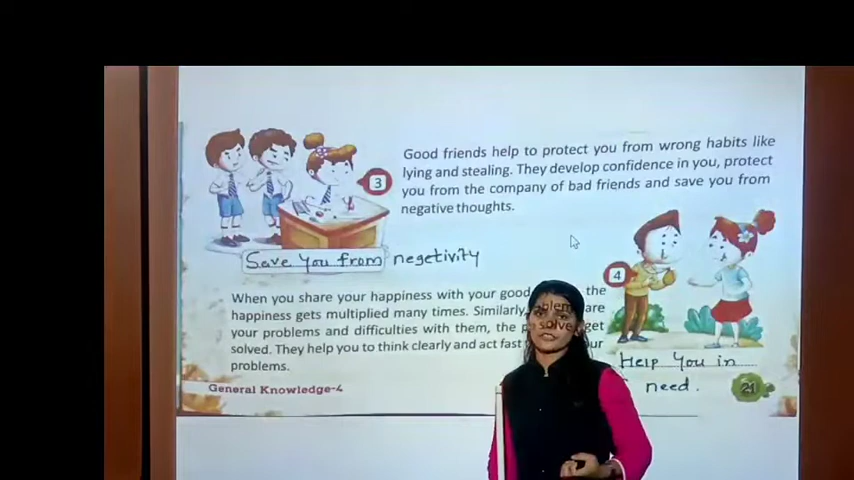 Good friends help to protect you from wrong habits like
lying and stealing. They develop confidence in you, protect
you from the company of bad friends and save you from
negative thoughts.
3
Save You from negetivity
4
When you share your happiness with your good the
happiness gets multiplied many times. Similarly are
your problems and difficulties with them, the get
solved. They help you to think clearly and act fast
problems.
Help You in
need.
General Knowledge-4
21